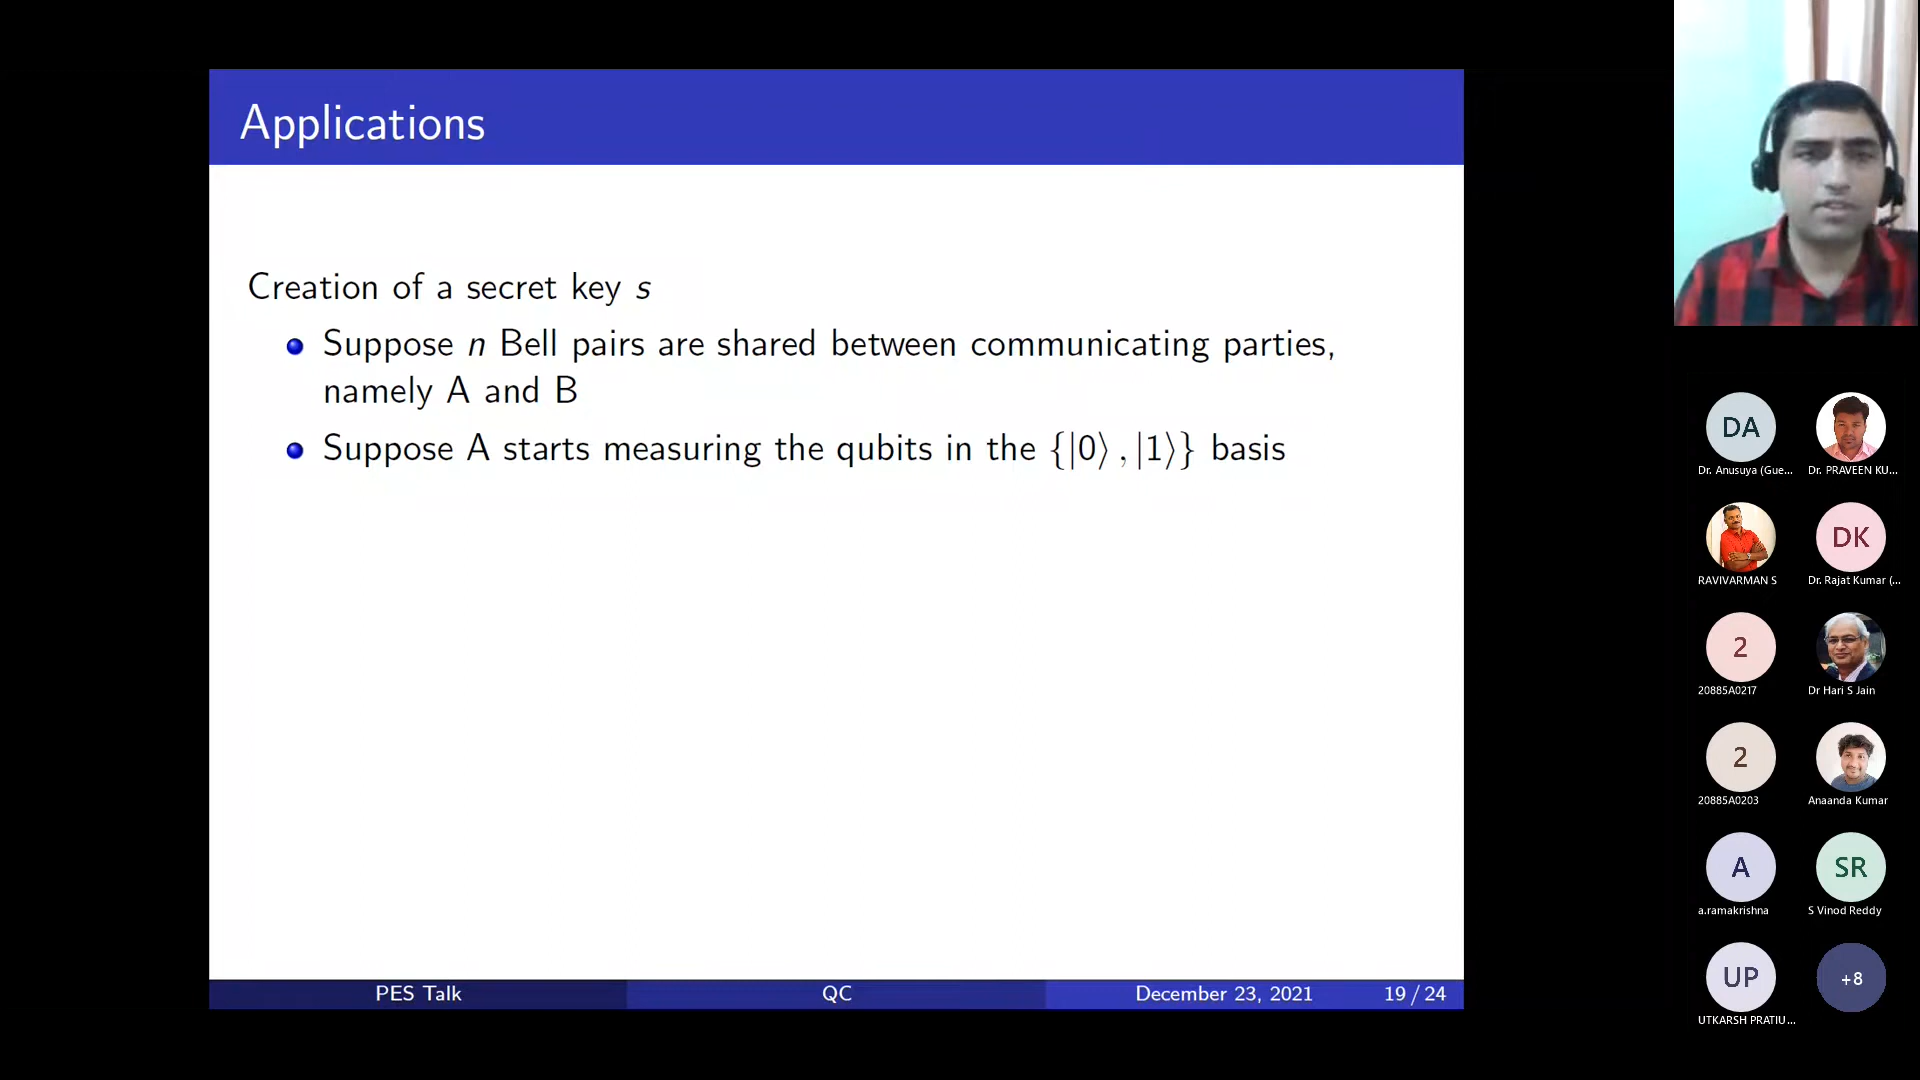 Applications
Creation of a secret key s
Suppose n Bell pairs are shared between communicating parties,
namely A and B
Suppose A starts measuring the qubits in the {|0⟩ , |1⟩} basis
PES Talk QC December 23, 2021 19 / 24
DA
Dr. Anusuya (Gue... Dr. PRAVEEN KU...
DK
RAVIVARMAN S Dr. Rajat Kumar (...
2
20885A0217 Dr Hari S Jain
2
20885A0203 Anaanda Kumar
A SR
a.ramakrishna S Vinod Reddy
UP +8
UTKARSH PRATIU...